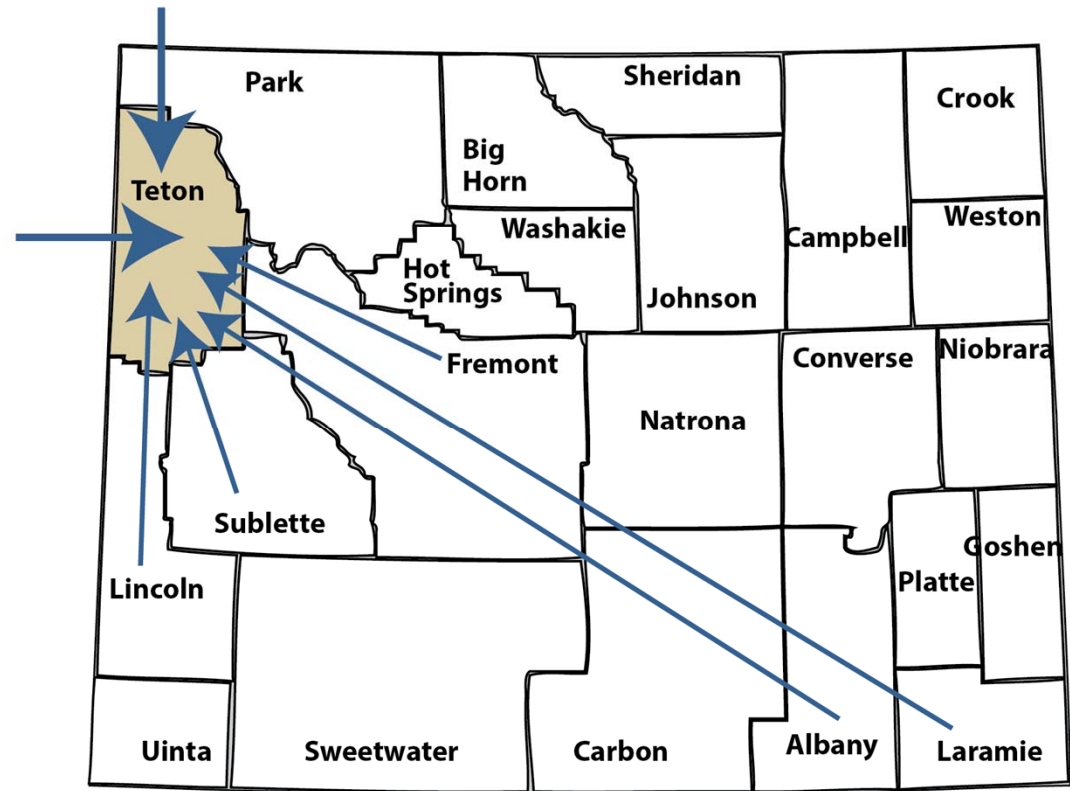 Park
Sheridan
Crook
Big
Horn
Teton
Washakie
Weston
Campbell
Hot
Springs
Johnson
Fremont
Converse
Niobrara
Natrona
Sublette
Goshen
Lincoln
Platte
Uinta
Sweetwater
Carbon
Albany
Laramie